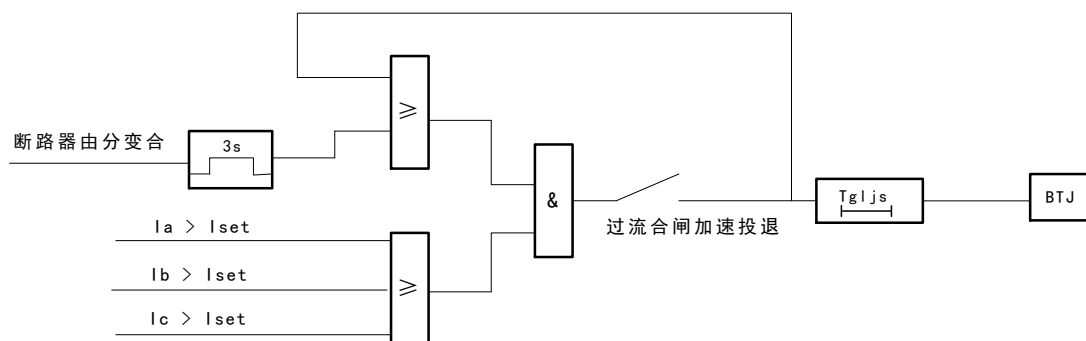 断路器由分变合
3s
≥
&
过流合闸加速投退
Tgljs
BTJ
Ia > Iset
Ib > Iset
Ic > Iset
≥